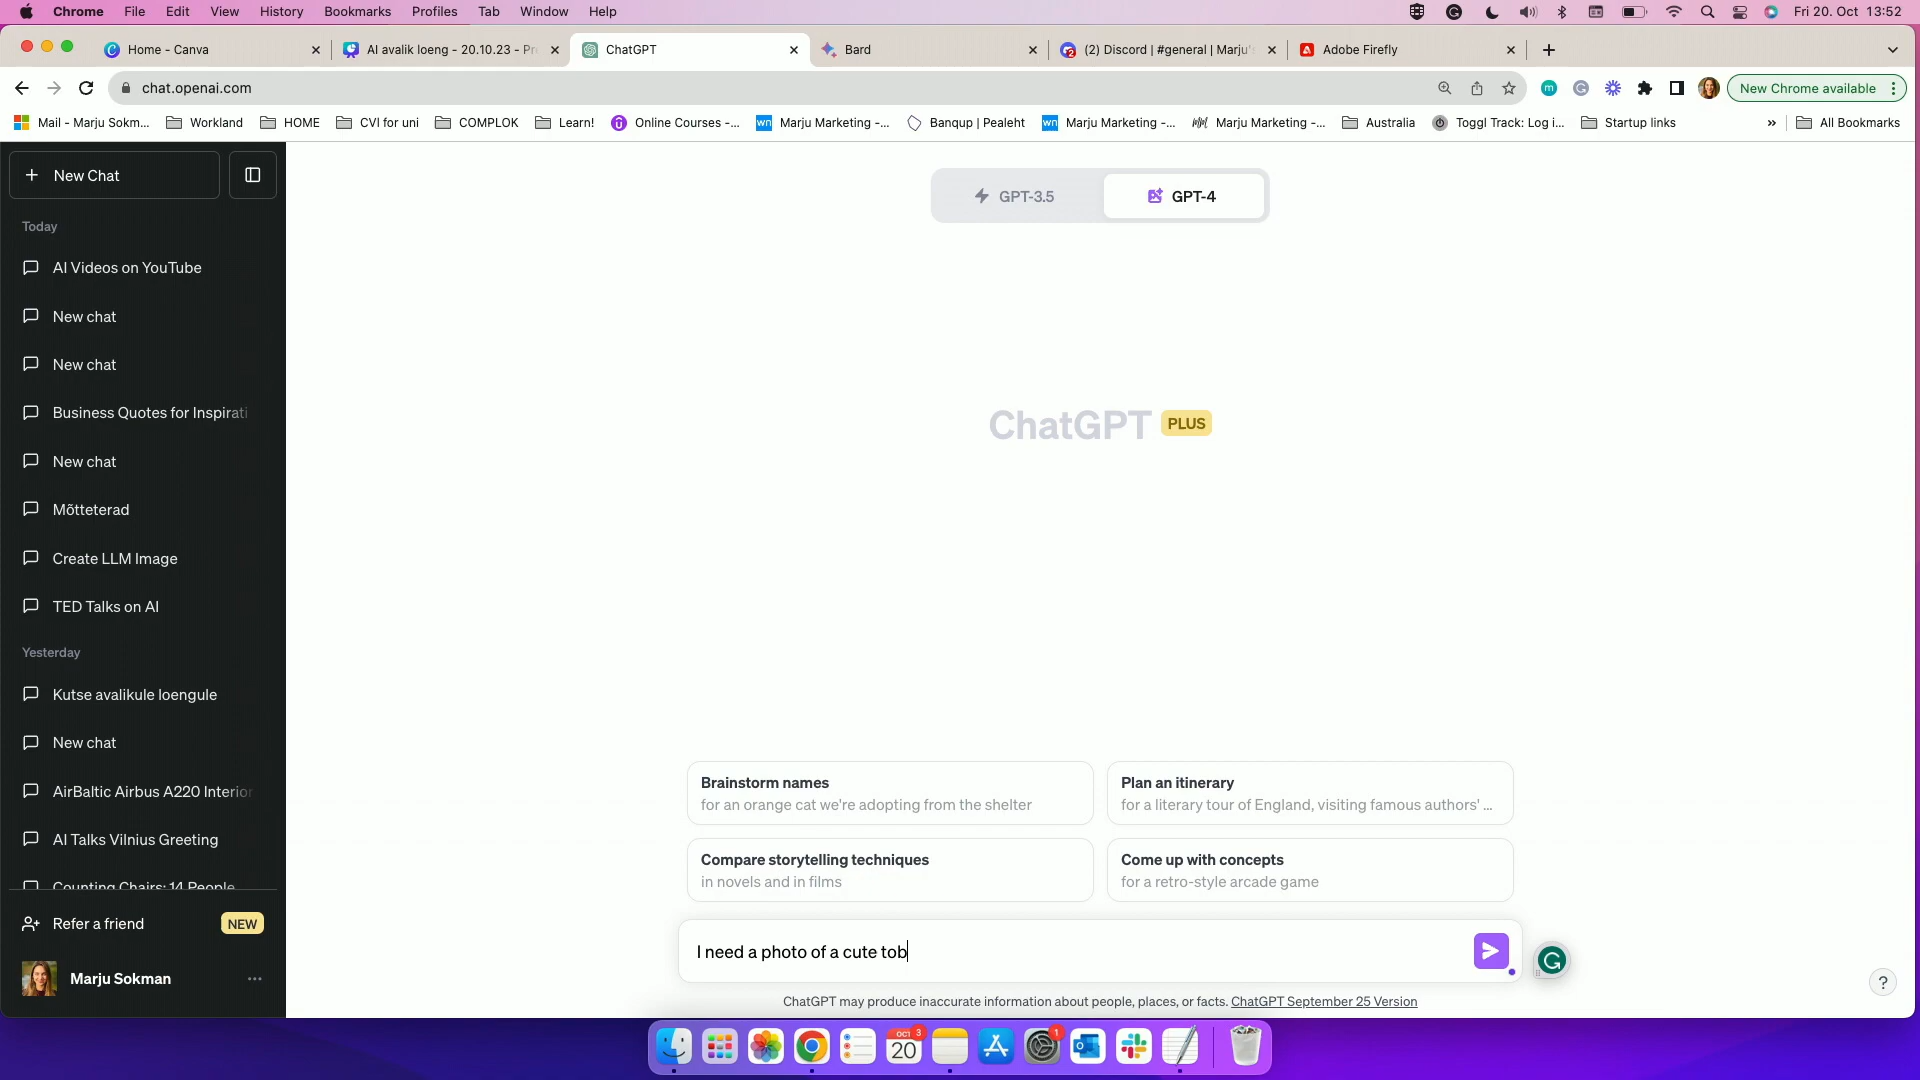 Chrome File Edit View History Bookmarks Profiles Tab Window Help Fri 20. Oct 13:52
Home - Canva AI avalik loeng - 20.10.23 - Pr ChatGPT Bard (2) Discord | #general | Marju's Adobe Firefly
chat.openai.com New Chrome available
Mail - Marju Sokm... Workland HOME CVI for uni COMPLOK Learn! Online Courses -... Marju Marketing -... Banqup | Pealeht Marju Marketing -... Marju Marketing -... Australia Toggl Track: Log i... Startup links » All Bookmarks
New Chat
GPT-3.5 GPT-4
Today
AI Videos on YouTube
New chat
New chat
Business Quotes for Inspirati
New chat
Mõtteterad
Create LLM Image
TED Talks on AI
Yesterday
Kutse avalikule loengule
New chat
AirBaltic Airbus A220 Interior
AI Talks Vilnius Greeting
Counting Chairs: 14 People
Refer a friend NEW
Marju Sokman
ChatGPT PLUS
Brainstorm names
for an orange cat we're adopting from the shelter
Plan an itinerary
for a literary tour of England, visiting famous authors' ...
Compare storytelling techniques
in novels and in films
Come up with concepts
for a retro-style arcade game
I need a photo of a cute tob
ChatGPT may produce inaccurate information about people, places, or facts. ChatGPT September 25 Version
?
OCT 3
20
1